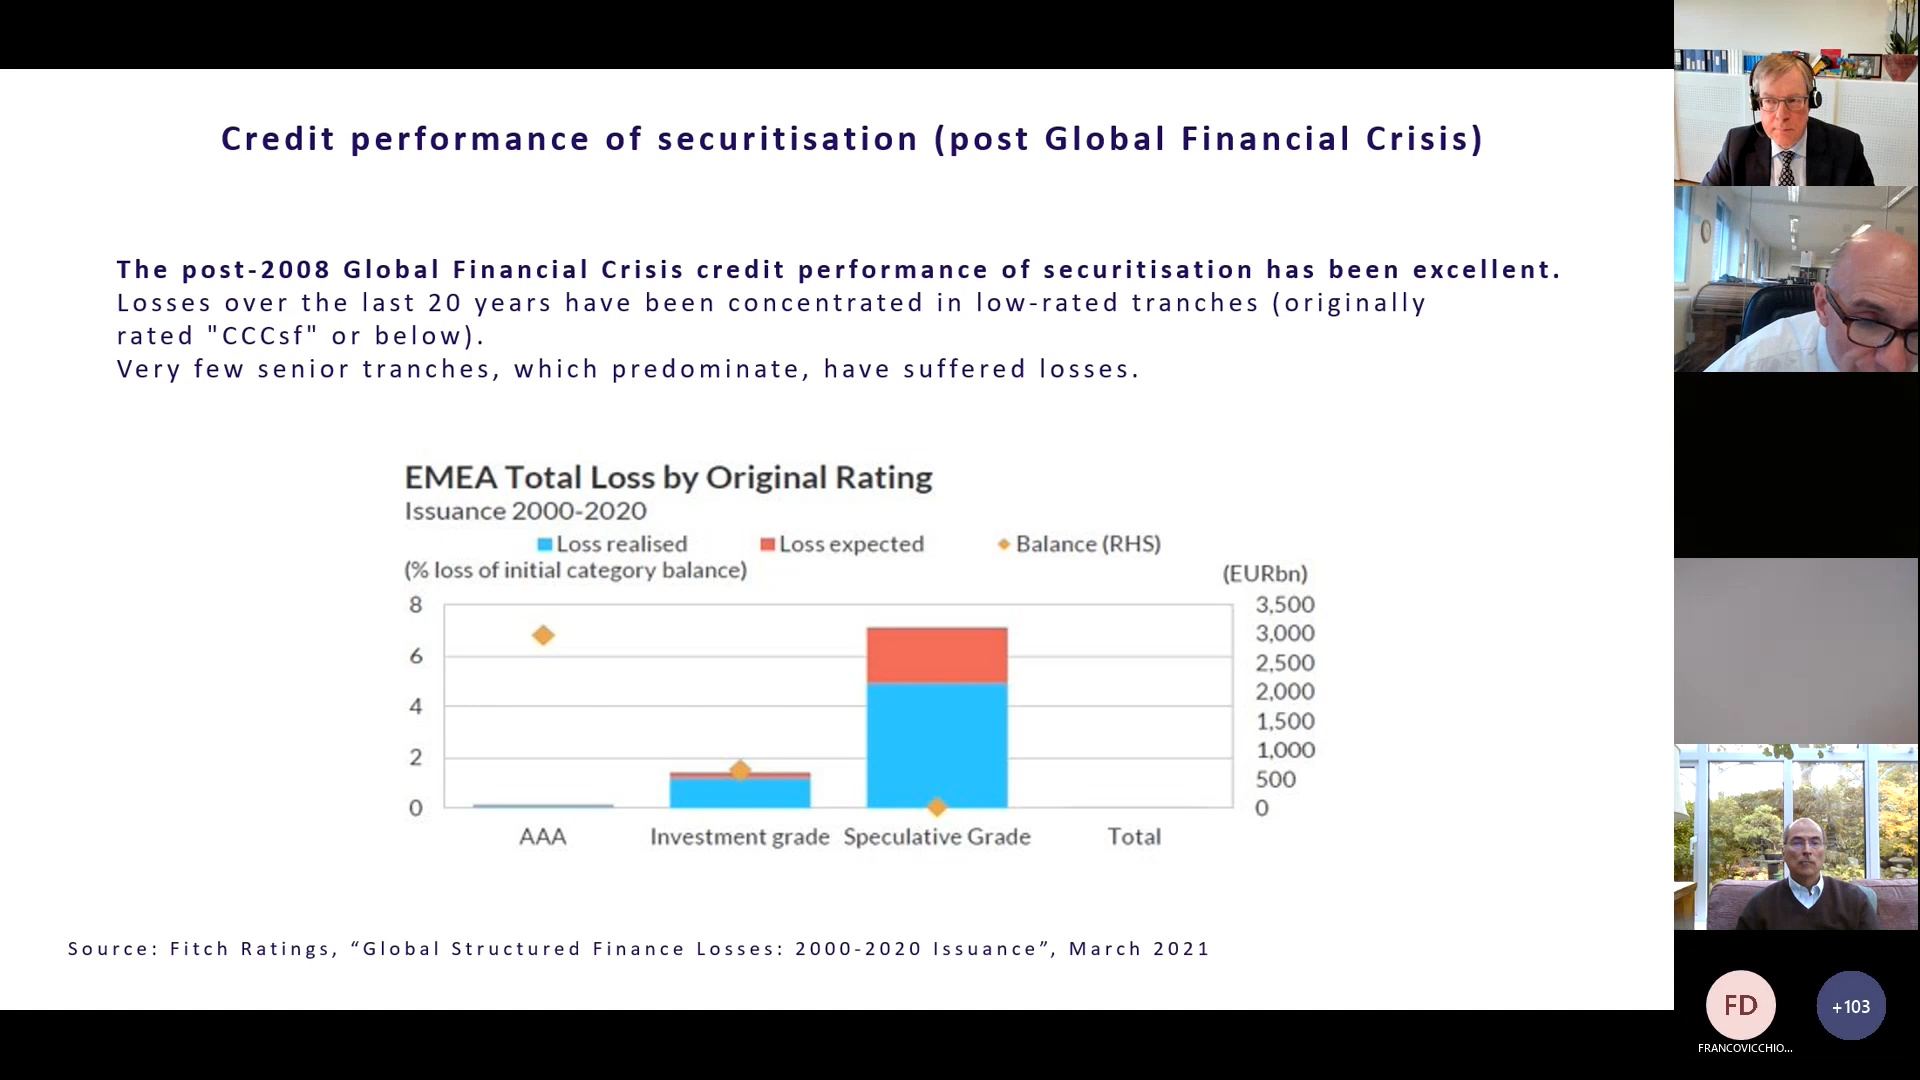 Credit performance of securitisation (post Global Financial Crisis)
The post-2008 Global Financial Crisis credit performance of securitisation has been excellent.
Losses over the last 20 years have been concentrated in low-rated tranches (originally
rated "CCCsf" or below).
Very few senior tranches, which predominate, have suffered losses.
EMEA Total Loss by Original Rating
Issuance 2000-2020
Loss realised Loss expected Balance (RHS)
(% loss of initial category balance) (EURbn)
8 3,500
3,000
6 2,500
4 2,000
1,500
2 1,000
500
0 0
AAA Investment grade Speculative Grade Total
Source: Fitch Ratings, “Global Structured Finance Losses: 2000-2020 Issuance”, March 2021
FD +103
FRANCOVICCHIO...